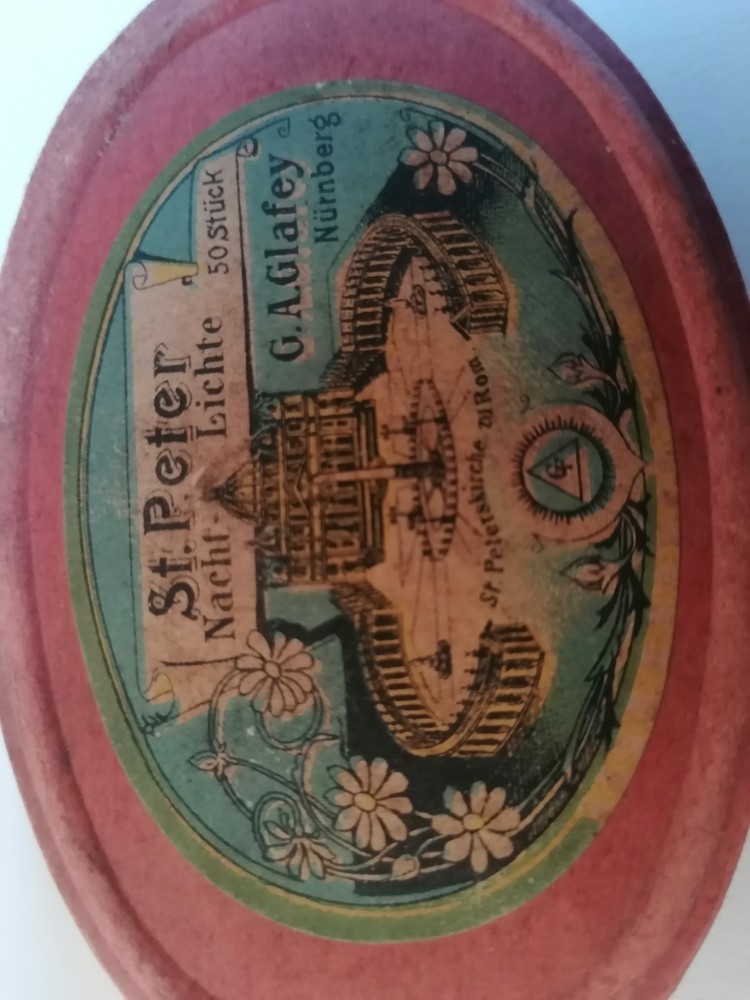 St. Peter
Nacht-Lichte 50 Stück
G. A. Glafey
Nürnberg
St. Peterskirche zu Rom.